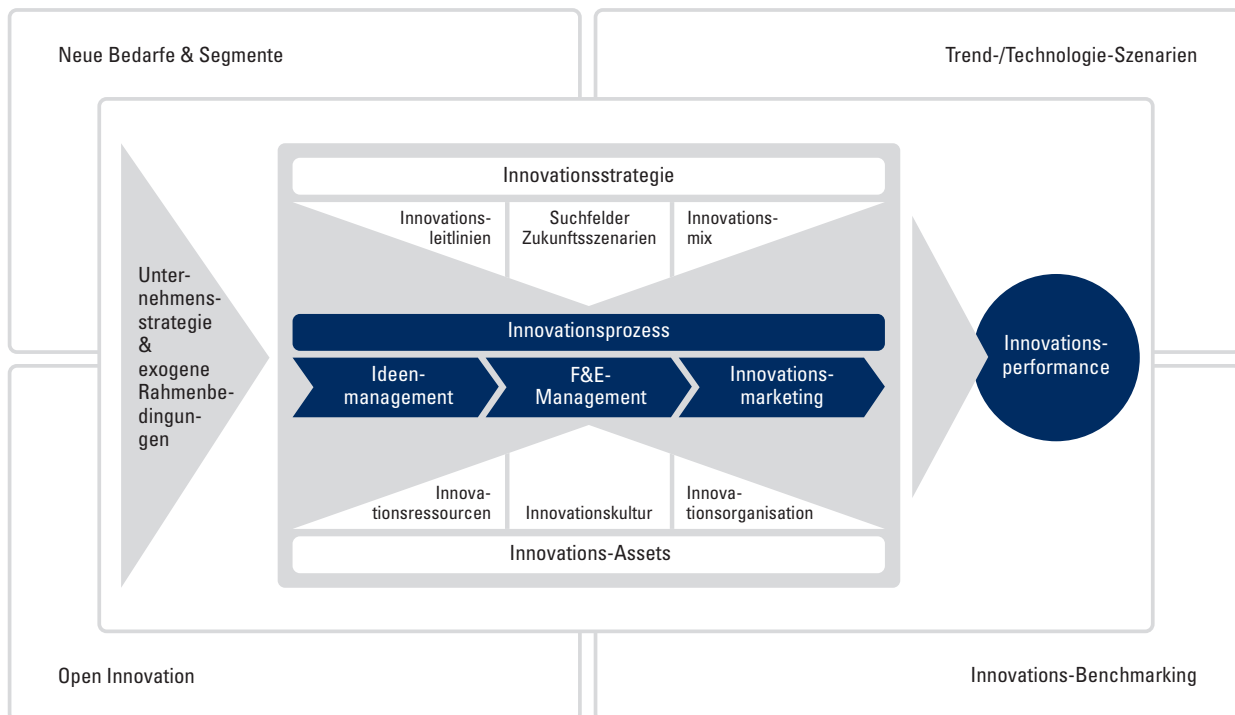 Neue Bedarfe & Segmente
Trend-/Technologie-Szenarien
Unter-
nehmens-
strategie
&
exogene
Rahmenbe-
dingun-
gen
Innovationsstrategie
Innovations-
leitlinien
Suchfelder
Zukunftsszenarien
Innovations-
mix
Innovationsprozess
Ideen-
management
F&E-
Management
Innovations-
marketing
Innova-
tionsressourcen
Innovationskultur
Innova-
tionsorganisation
Innovations-Assets
Innovations-
performance
Open Innovation
Innovations-Benchmarking